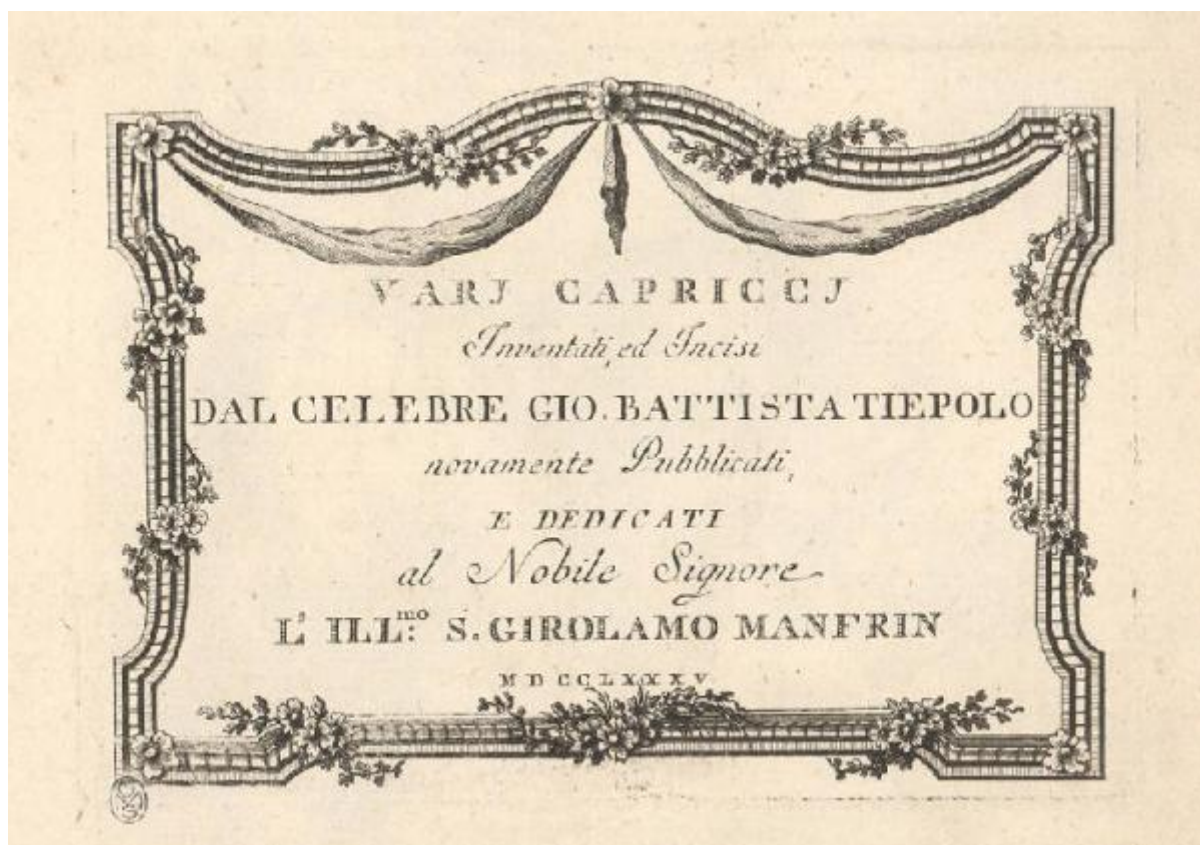 VARJ CAPRICCJ
Inventati, ed Incisi
DAL CELEBRE GIO. BATTISTA TIEPOLO
novamente Pubblicati,
E DEDICATI
al Nobile Signore
L' ILL.mo S. GIROLAMO MANFRIN
MDCCLXXXV